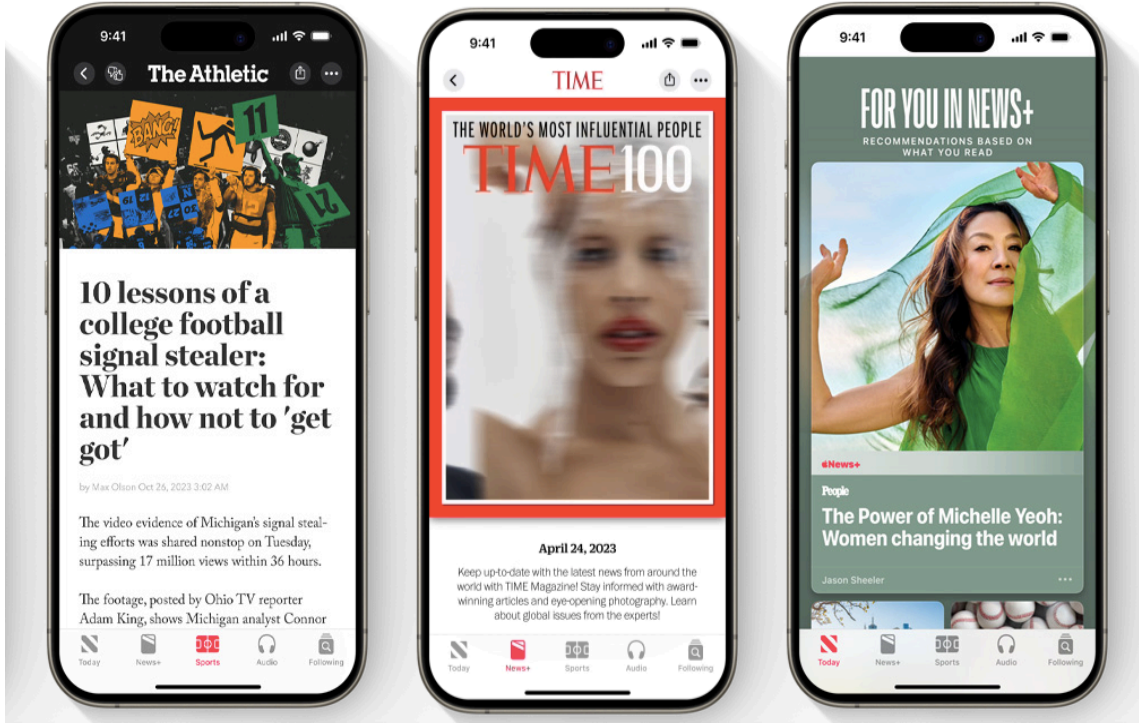 9:41
The Athletic
BANG!
11
21
10 lessons of a
college football
signal stealer:
What to watch for
and how not to 'get
got'
by Max Olson Oct 26, 2023 3:02 AM
The video evidence of Michigan's signal steal-
ing efforts was shared nonstop on Tuesday,
surpassing 17 million views within 36 hours.
The footage, posted by Ohio TV reporter
Adam King, shows Michigan analyst Connor
Today
News+
Sports
Audio
Following
9:41
TIME
THE WORLD'S MOST INFLUENTIAL PEOPLE
TIME100
April 24, 2023
Keep up-to-date with the latest news from around the
world with TIME Magazine! Stay informed with award-
winning articles and eye-opening photography. Learn
about global issues from the experts!
Today
News+
Sports
Audio
Following
9:41
FOR YOU IN NEWS+
RECOMMENDATIONS BASED ON
WHAT YOU READ
News+
People
The Power of Michelle Yeoh:
Women changing the world
Jason Sheeler
Today
News+
Sports
Audio
Following